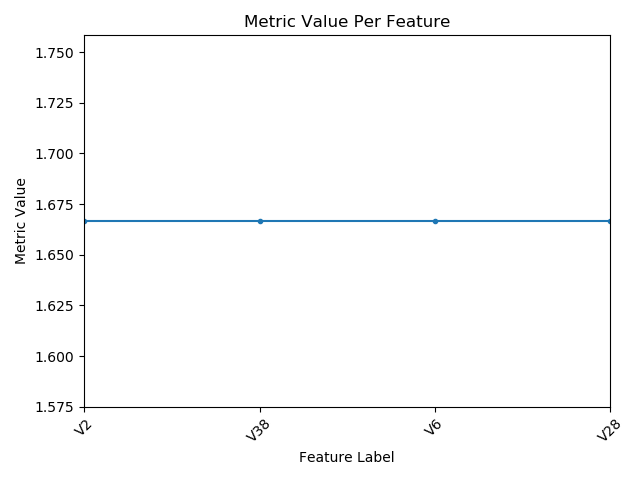 Metric Value Per Feature
1.750
1.725
1.700
1.675
1.650
1.625
1.600
1.575
Metric Value
V2
V38
V6
V28
Feature Label